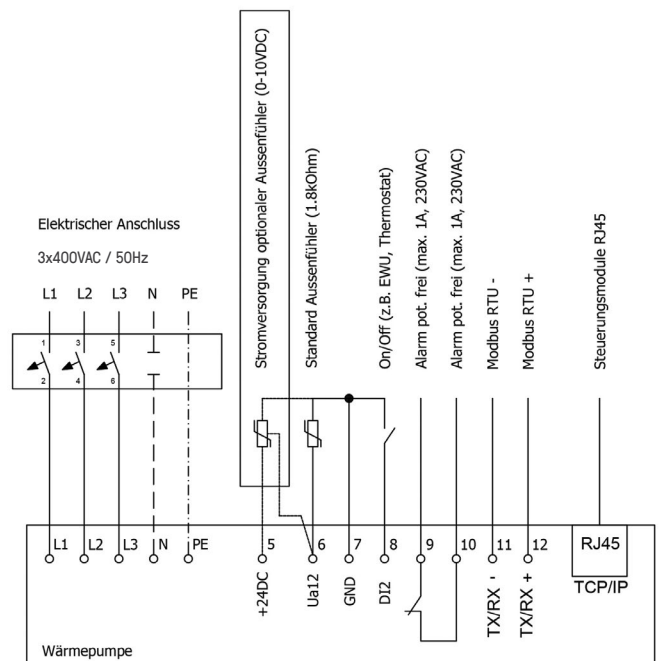 Stromversorgung optionaler Aussenfühler (0-10VDC)
Standard Aussenfühler (1.8kOhm)
On/Off (z.B. EWU, Thermostat)
Alarm pot. frei (max. 1A, 230VAC)
Alarm pot. frei (max. 1A, 230VAC)
Modbus RTU -
Modbus RTU +
Steuerungsmodule RJ45
Elektrischer Anschluss
3x400VAC / 50Hz
L1 L2 L3 N PE
1 3 5
2 4 6
L1 L2 L3 N PE 5 6 7 8 9 10 11 12 RJ45
+24DC
Ua12
GND
DI2
TX/RX -
TX/RX +
TCP/IP
Wärmepumpe